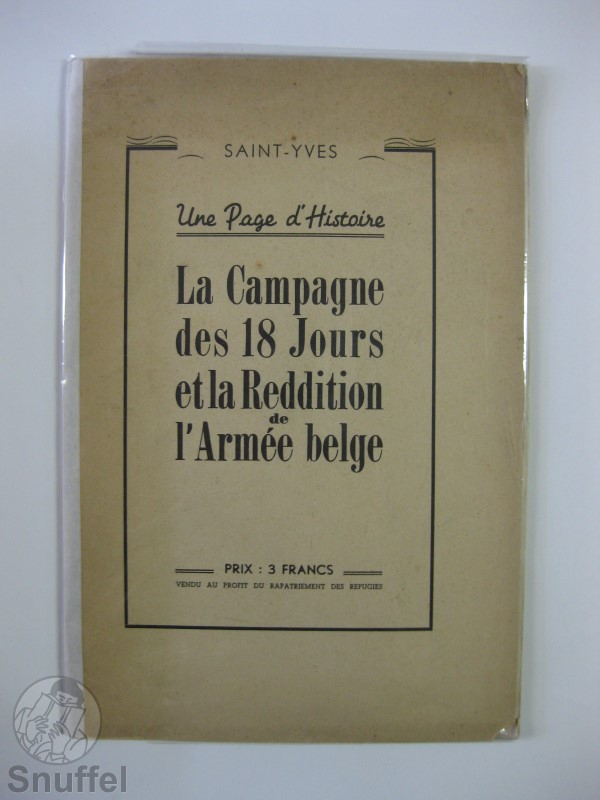 SAINT-YVES
Une Page d'Histoire
La Campagne
des 18 Jours
et la Reddition
de
l'Armée belge
PRIX : 3 FRANCS
VENDU AU PROFIT DU RAPATRIEMENT DES REFUGIES
Snuffel